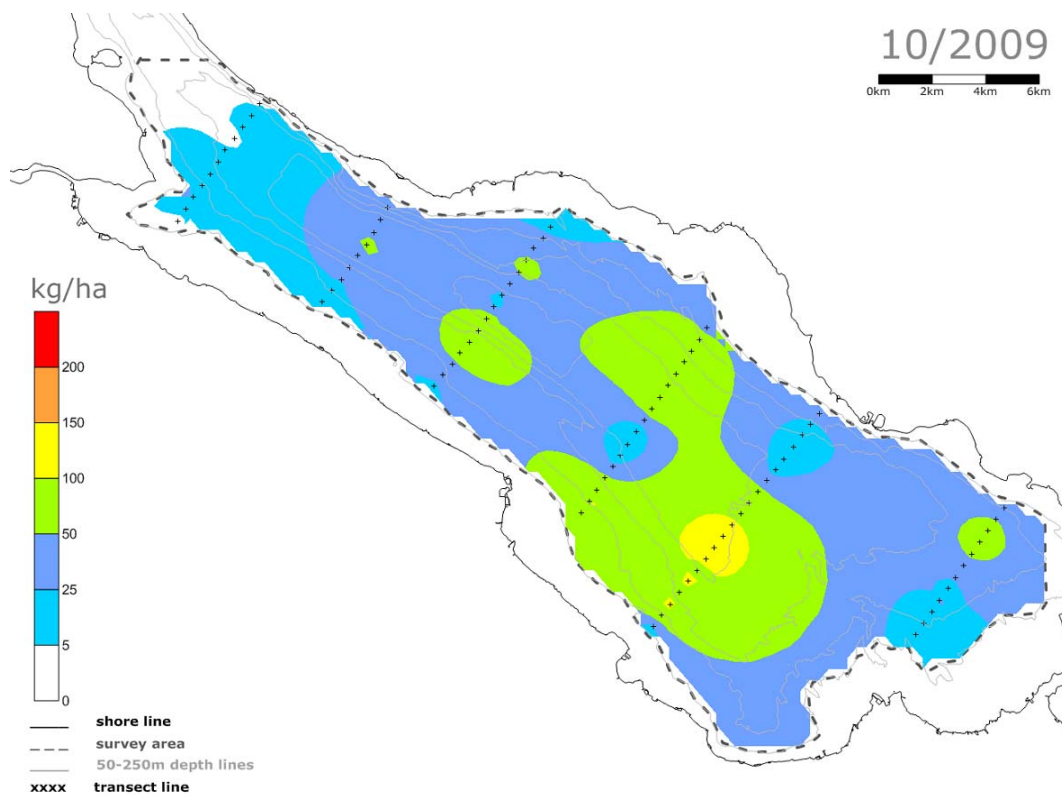 10/2009
0km 2km 4km 6km
kg/ha
200
150
100
50
25
5
0
shore line
survey area
50-250m depth lines
xxxx transect line